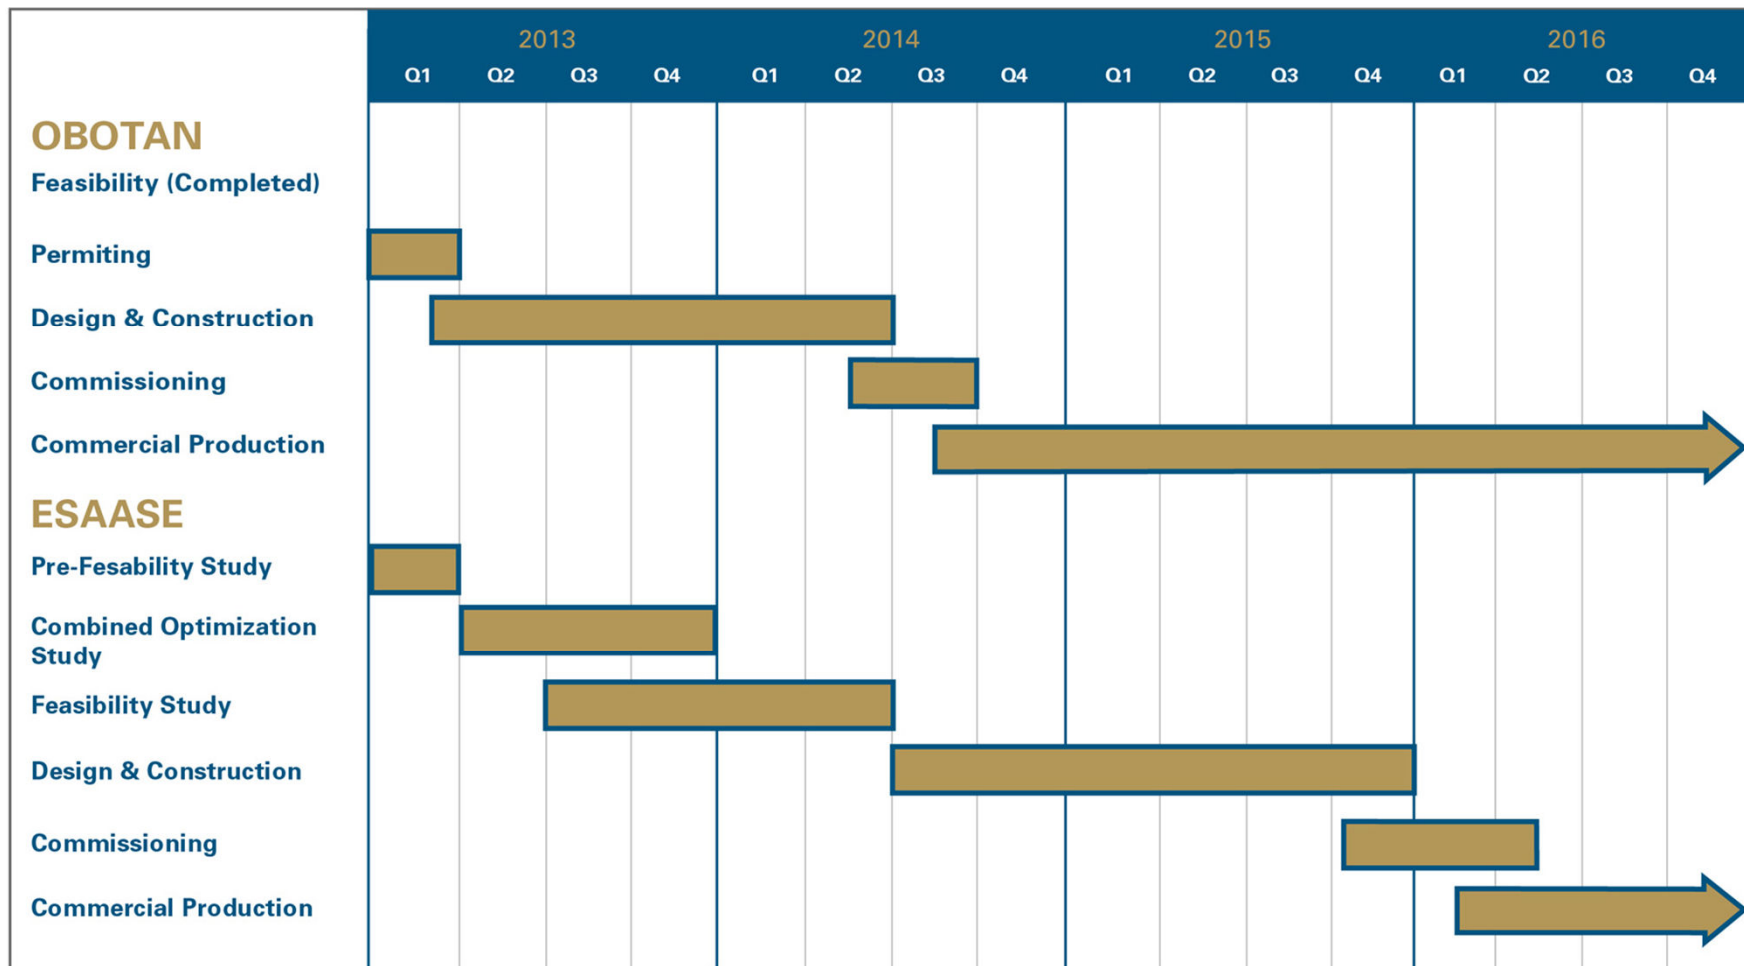 2013 2014 2015 2016
Q1 Q2 Q3 Q4 Q1 Q2 Q3 Q4 Q1 Q2 Q3 Q4 Q1 Q2 Q3 Q4
OBOTAN
Feasibility (Completed)
Permiting
Design & Construction
Commissioning
Commercial Production
ESAASE
Pre-Fesability Study
Combined Optimization
Study
Feasibility Study
Design & Construction
Commissioning
Commercial Production